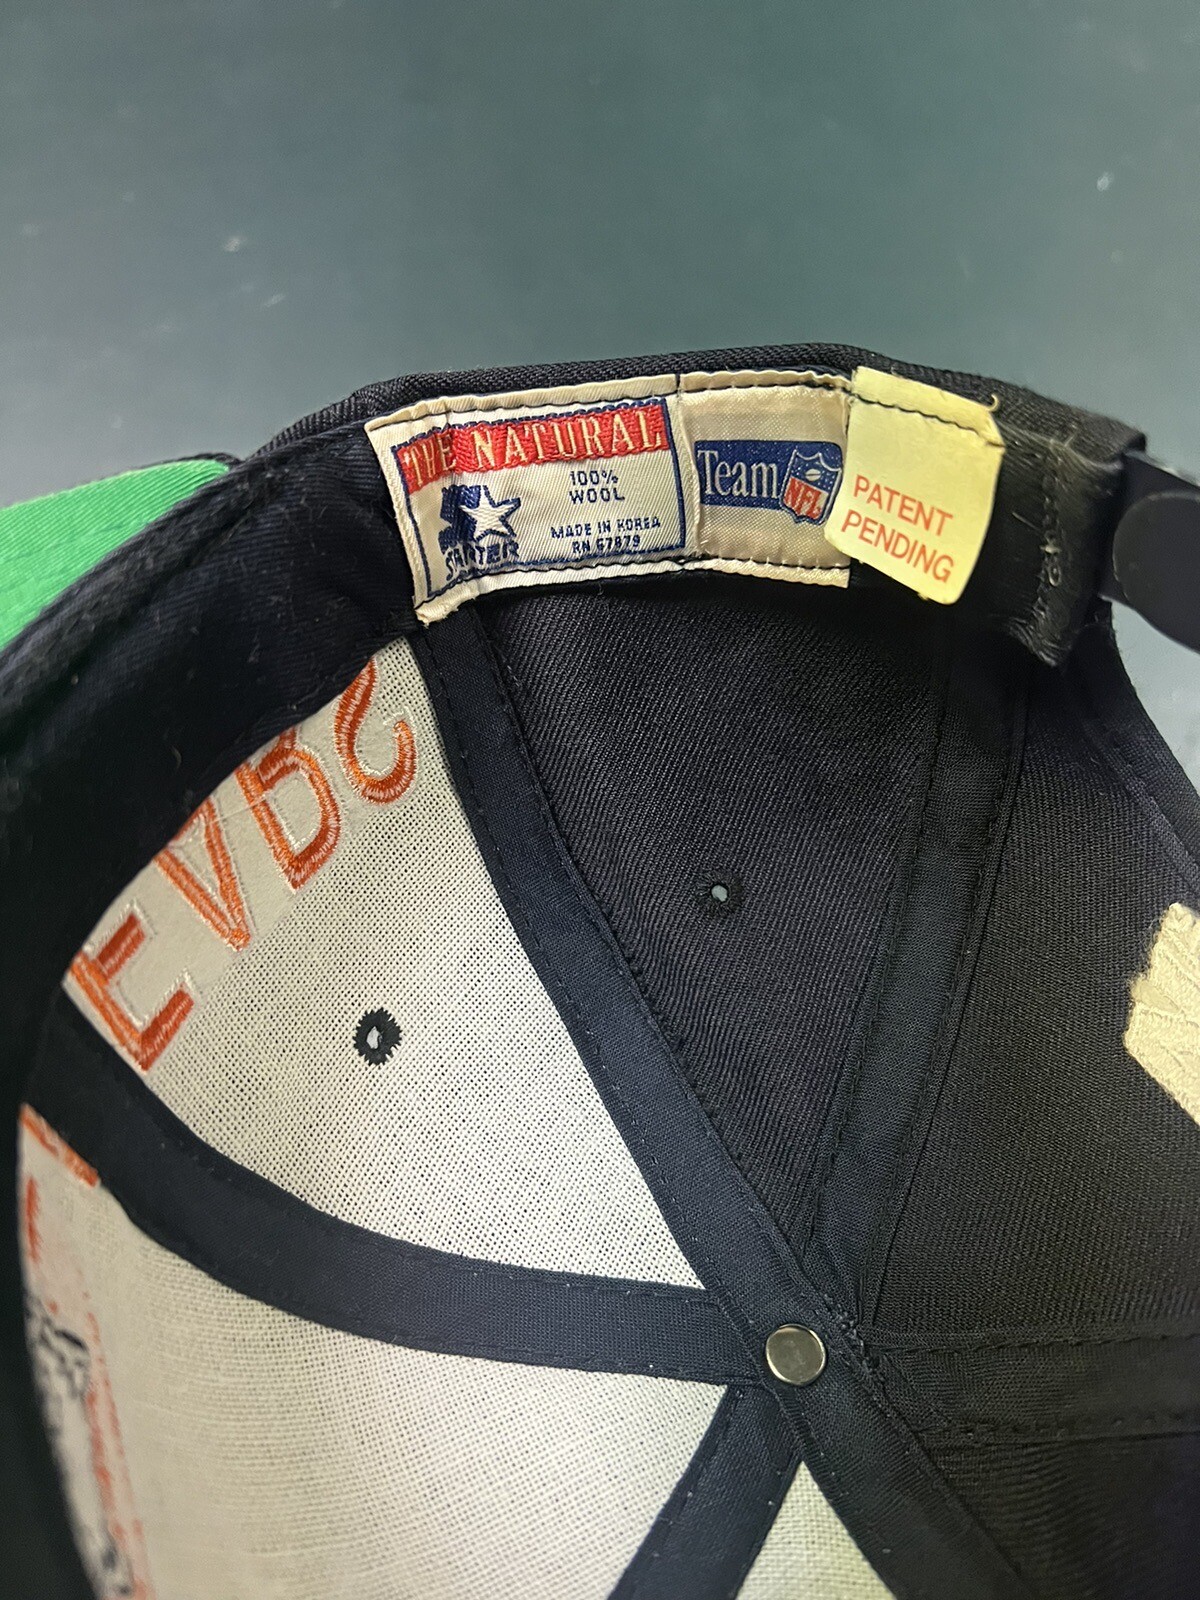 THE NATURAL
100%
WOOL
STARTER
MADE IN KOREA
RN 67879
Team NFL
PATENT
PENDING